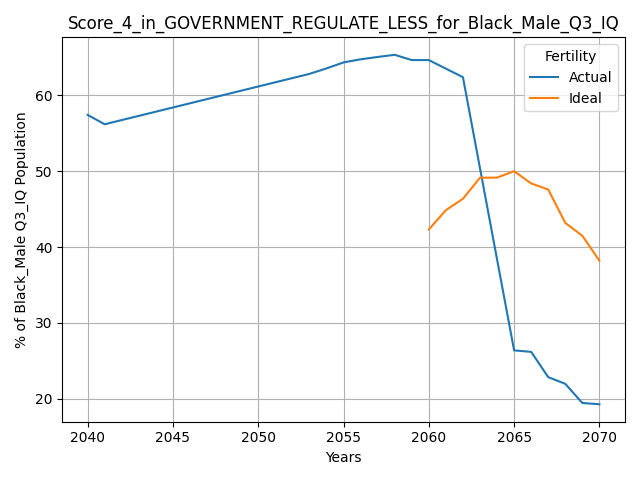 Score_4_in_GOVERNMENT_REGULATE_LESS_for_Black_Male_Q3_IQ
Fertility
Actual
Ideal
% of Black_Male Q3_IQ Population
60
50
40
30
20
2040 2045 2050 2055 2060 2065 2070
Years